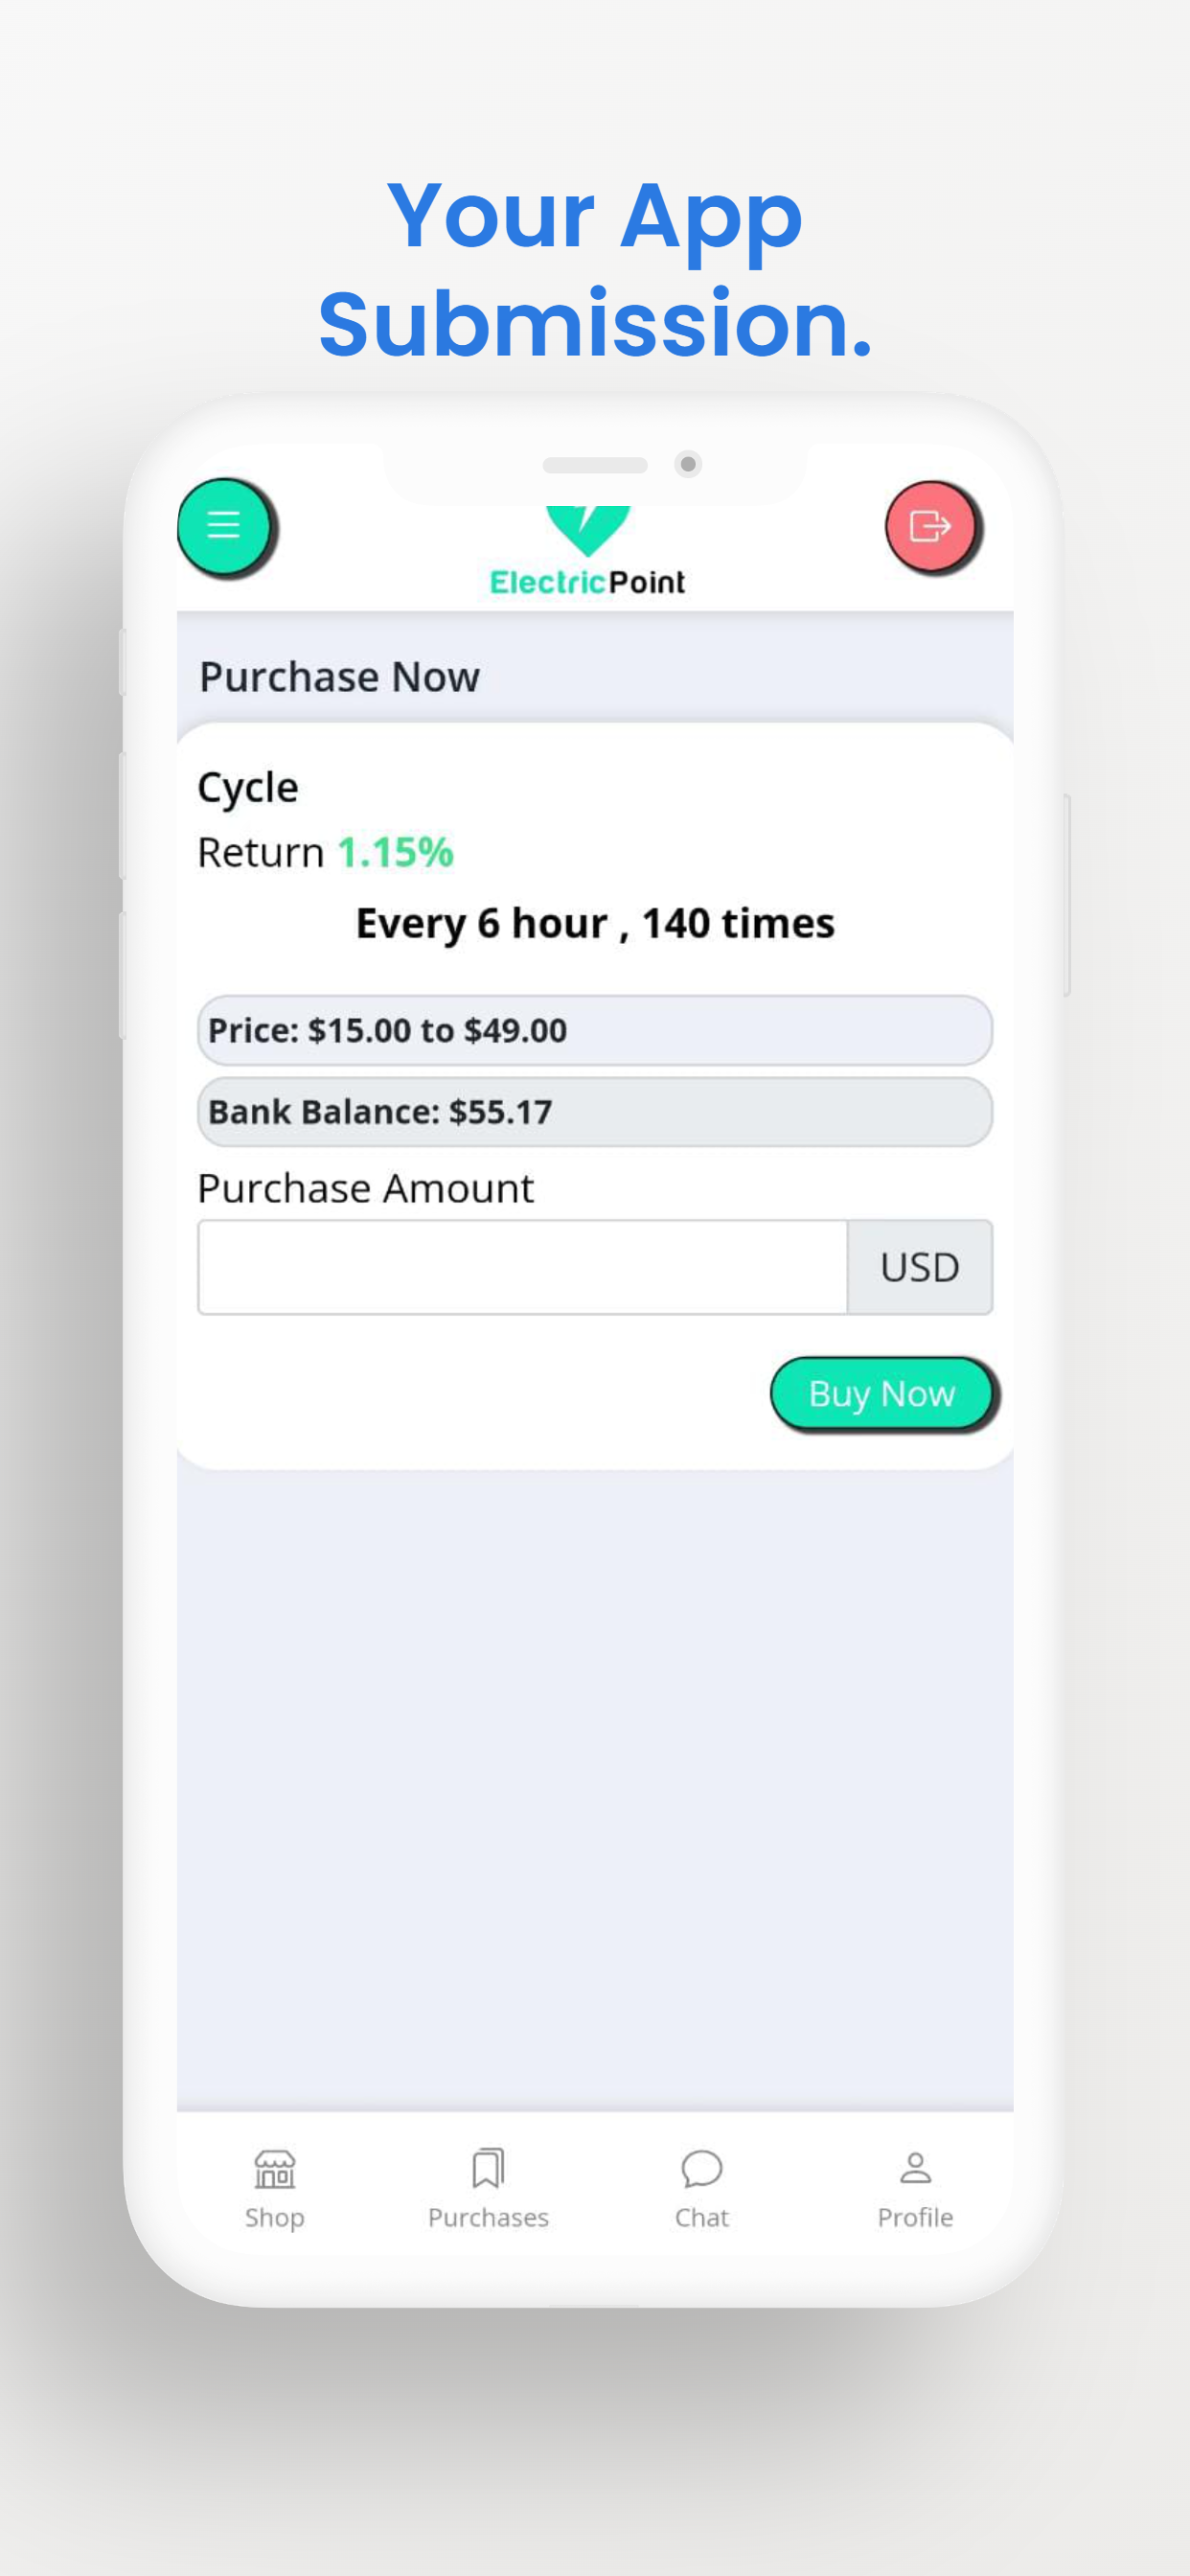 Your App
Submission.
ElectricPoint
Purchase Now
Cycle
Return 1.15%
Every 6 hour , 140 times
Price: $15.00 to $49.00
Bank Balance: $55.17
Purchase Amount
USD
Buy Now
Shop Purchases Chat Profile